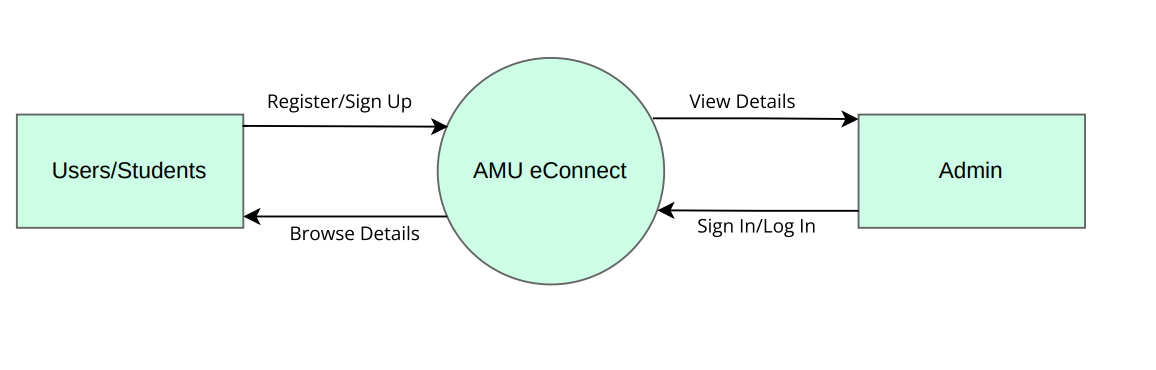 Register/Sign Up
View Details
Users/Students
AMU eConnect
Admin
Browse Details
Sign In/Log In